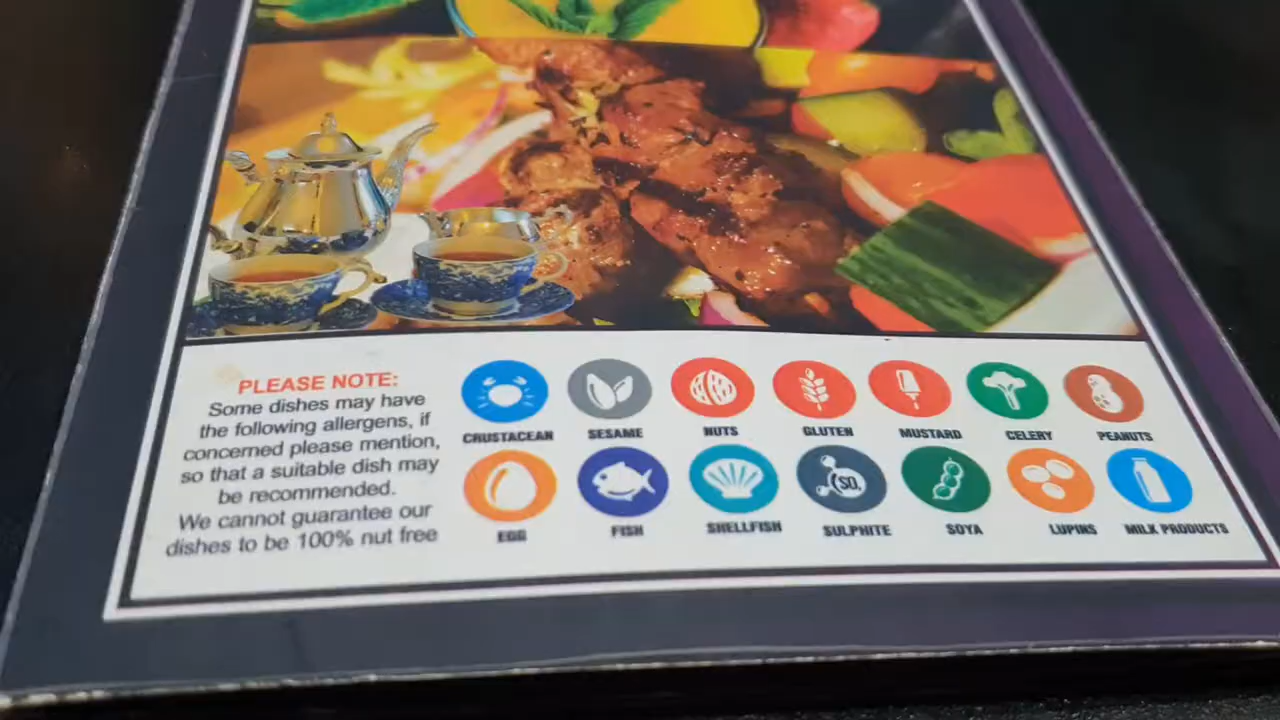 PLEASE NOTE:
Some dishes may have
the following allergens, if
concerned please mention,
so that a suitable dish may
be recommended.
We cannot guarantee our
dishes to be 100% nut free
CRUSTACEAN SESAME NUTS GLUTEN MUSTARD CELERY PEANUTS
SO₂
EGG FISH SHELLFISH SULPHITE SOYA LUPINS MILK PRODUCTS